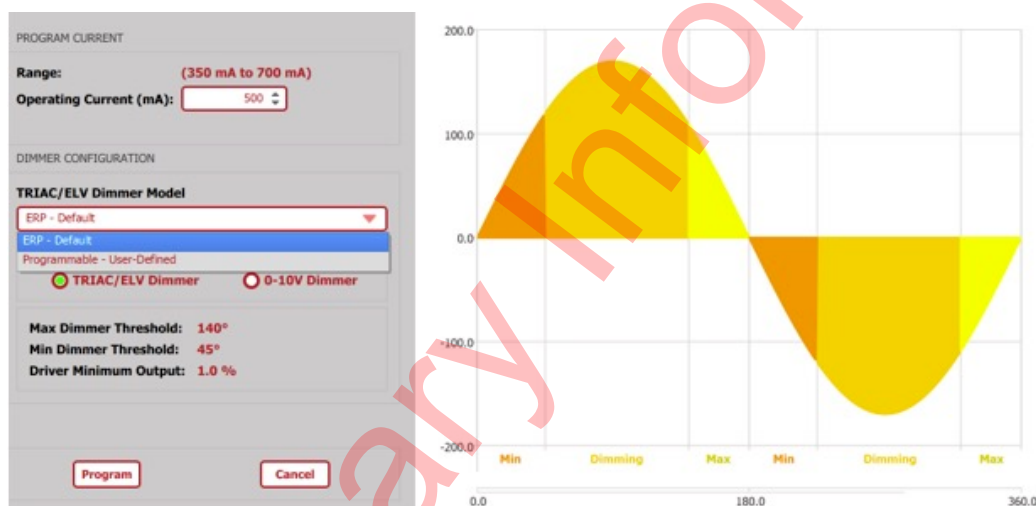 PROGRAM CURRENT
Range: (350 mA to 700 mA)
Operating Current (mA): 500
DIMMER CONFIGURATION
TRIAC/ELV Dimmer Model
ERP - Default
ERP - Default
Programmable - User-Defined
TRIAC/ELV Dimmer 0-10V Dimmer
Max Dimmer Threshold: 140°
Min Dimmer Threshold: 45°
Driver Minimum Output: 1.0 %
Program Cancel
200.0
100.0
0.0
-100.0
-200.0
Min Dimming Max Min Dimming Max
0.0 180.0 360.0
ary Infor